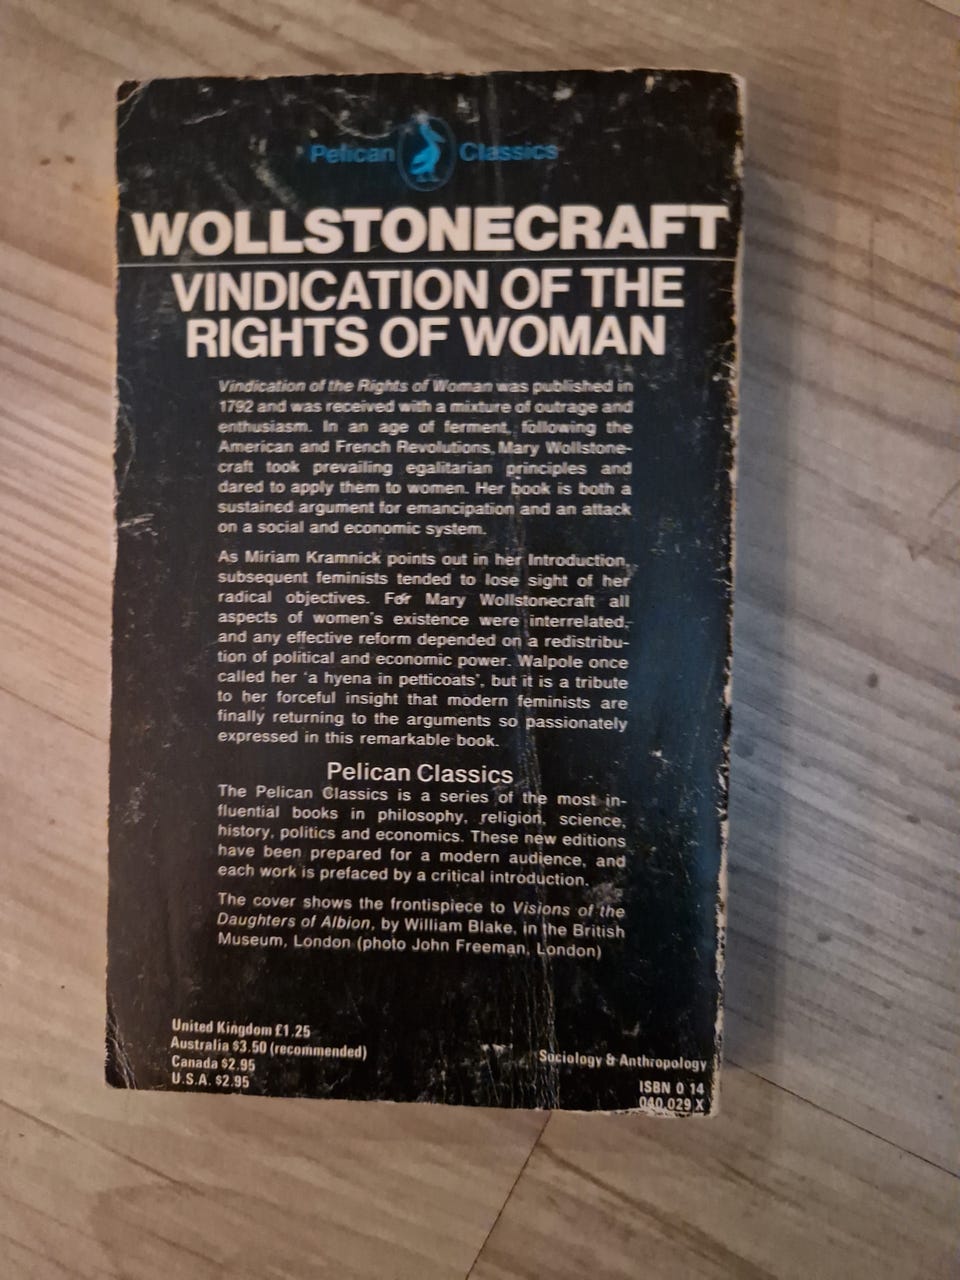 Pelican Classics
WOLLSTONECRAFT
VINDICATION OF THE
RIGHTS OF WOMAN
Vindication of the Rights of Woman was published in
1792 and was received with a mixture of outrage and
enthusiasm. In an age of ferment, following the
American and French Revolutions, Mary Wollstone-
craft took prevailing egalitarian principles and
dared to apply them to women. Her book is both a
sustained argument for emancipation and an attack
on a social and economic system.
As Miriam Kramnick points out in her Introduction,
subsequent feminists tended to lose sight of her
radical objectives. For Mary Wollstonecraft all
aspects of women's existence were interrelated,
and any effective reform depended on a redistribu-
tion of political and economic power. Walpole once
called her 'a hyena in petticoats', but it is a tribute
to her forceful insight that modern feminists are
finally returning to the arguments so passionately
expressed in this remarkable book.
Pelican Classics
The Pelican Classics is a series of the most in-
fluential books in philosophy, religion, science,
history, politics and economics. These new editions
have been prepared for a modern audience, and
each work is prefaced by a critical introduction.
The cover shows the frontispiece to Visions of the
Daughters of Albion, by William Blake, in the British
Museum, London (photo John Freeman, London)
United Kingdom £1.25
Australia $3.50 (recommended)
Canada $2.95
U.S.A. $2.95
Sociology & Anthropology
ISBN 0 14
040.029 X